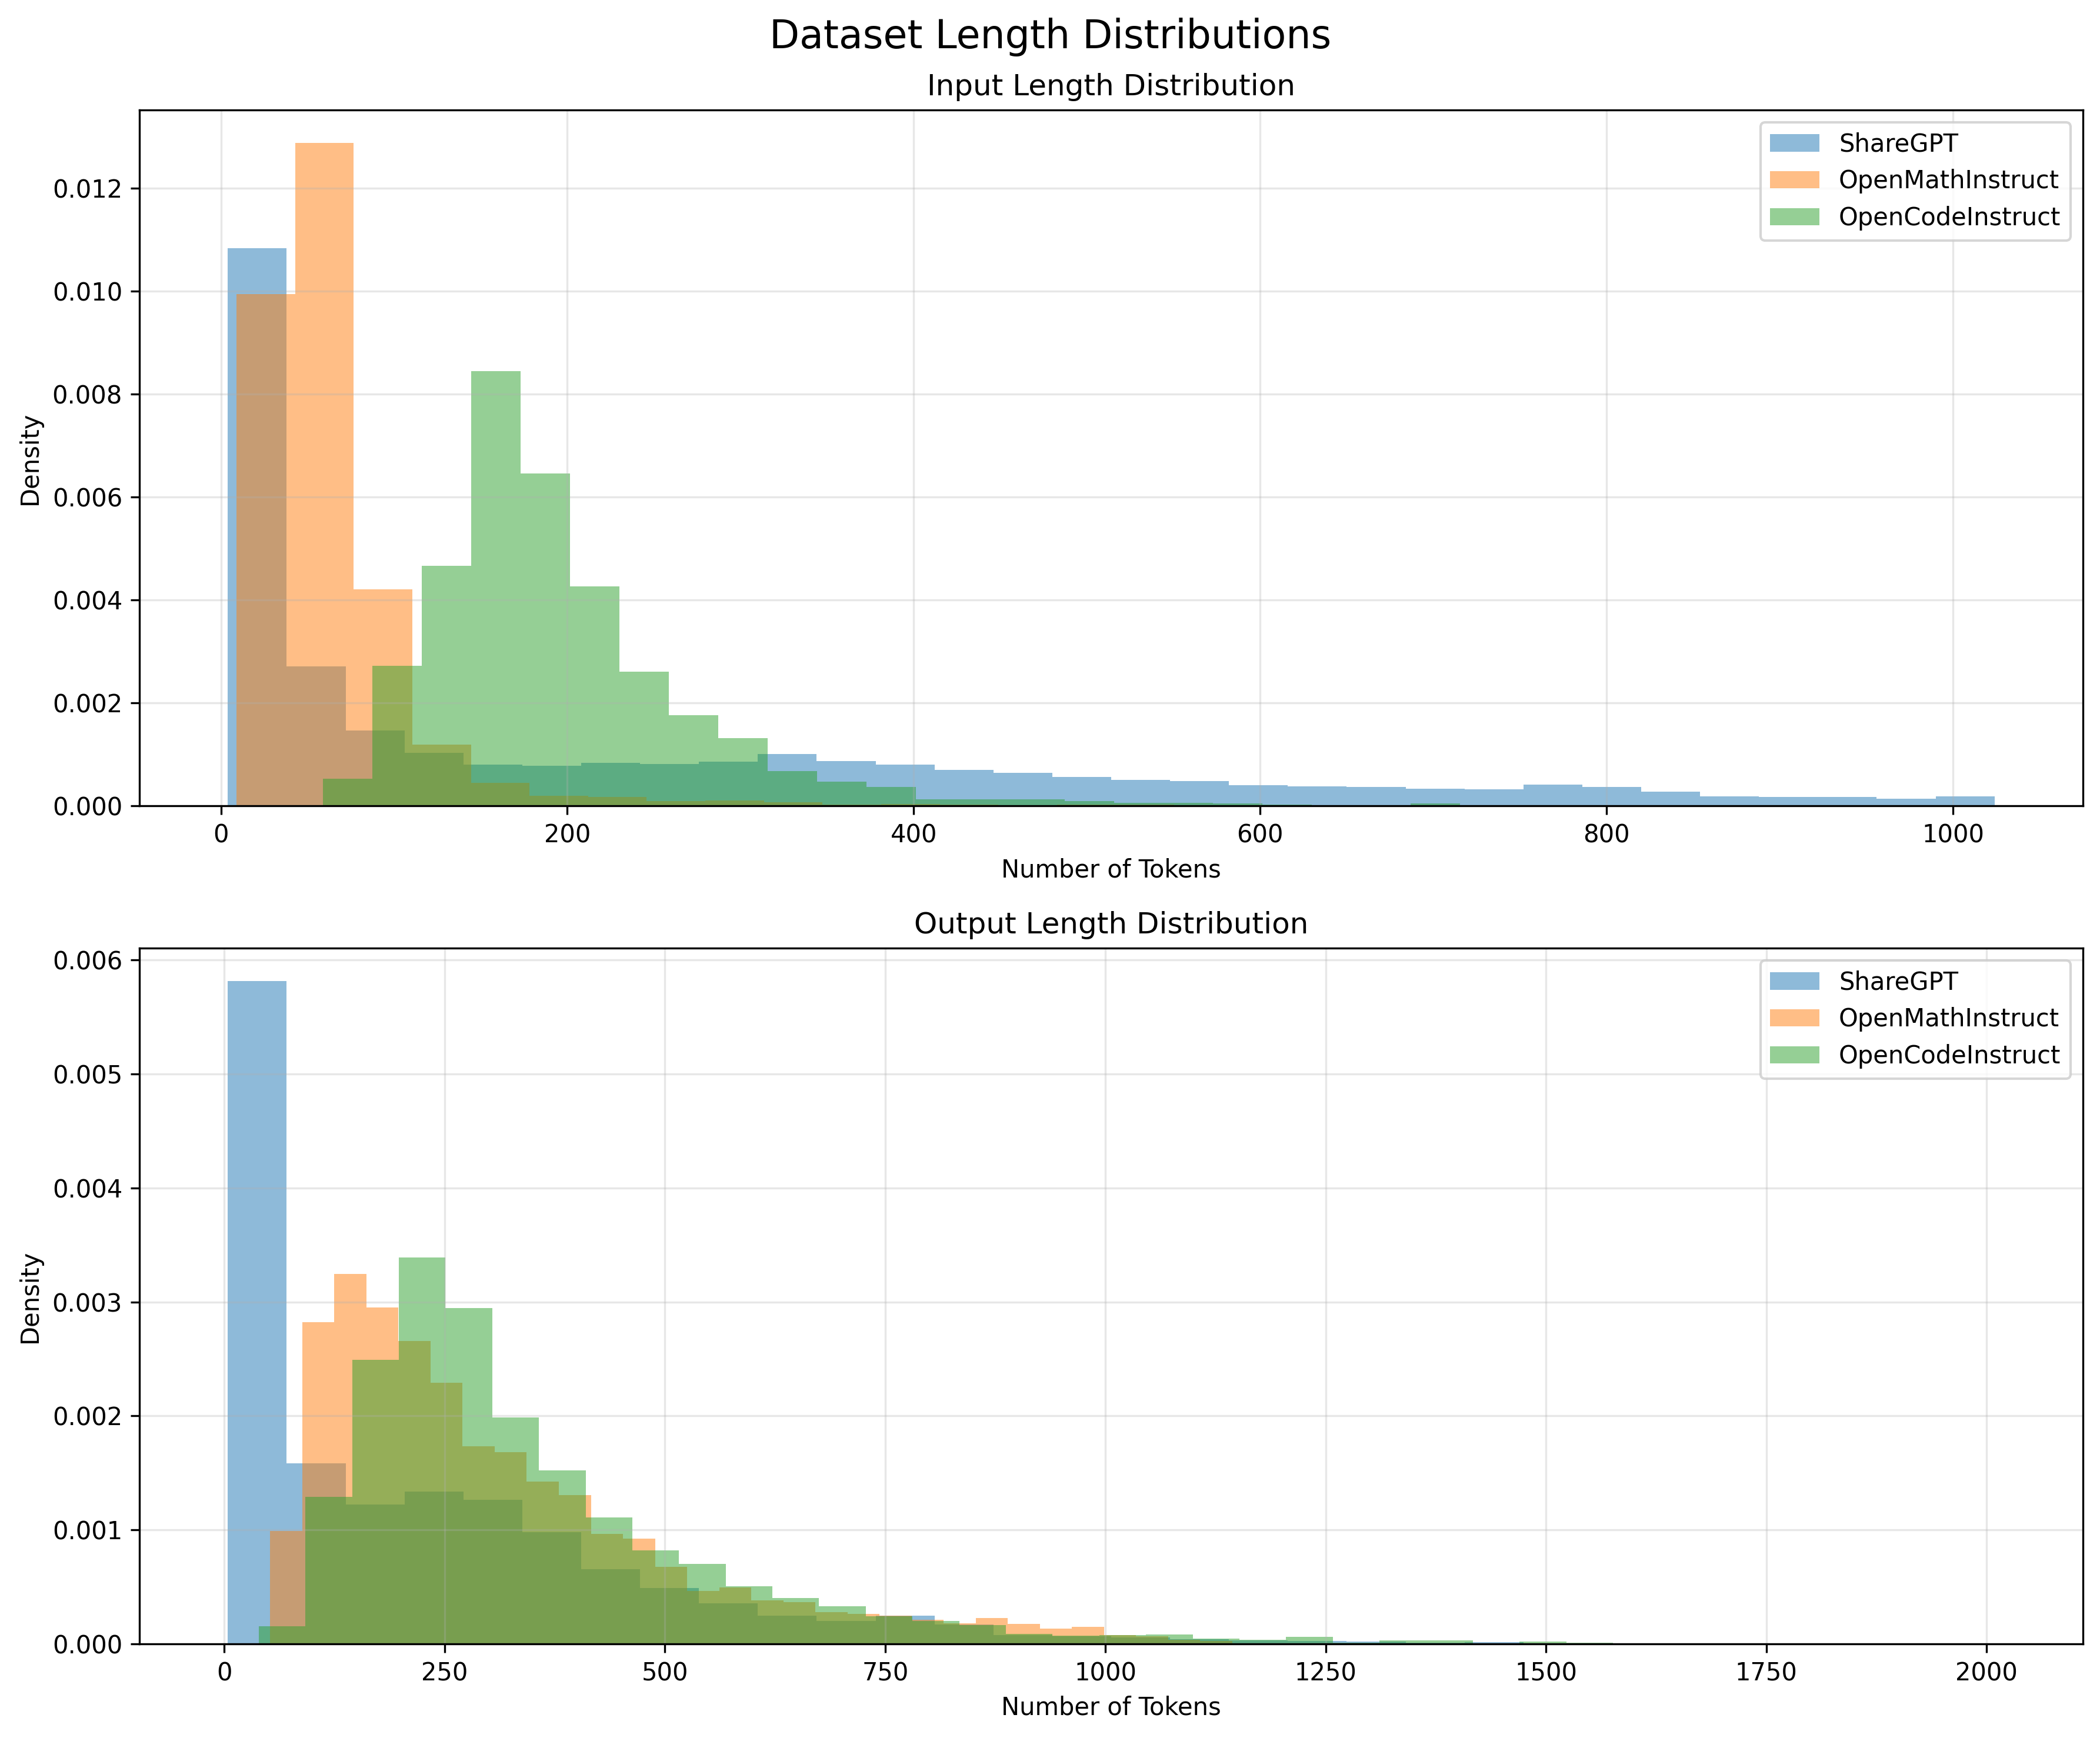 Dataset Length Distributions
Input Length Distribution
ShareGPT
OpenMathInstruct
OpenCodeInstruct
0.012
0.010
0.008
0.006
0.004
0.002
0.000
Density
0 200 400 600 800 1000
Number of Tokens
Output Length Distribution
ShareGPT
OpenMathInstruct
OpenCodeInstruct
0.006
0.005
0.004
0.003
0.002
0.001
0.000
Density
0 250 500 750 1000 1250 1500 1750 2000
Number of Tokens